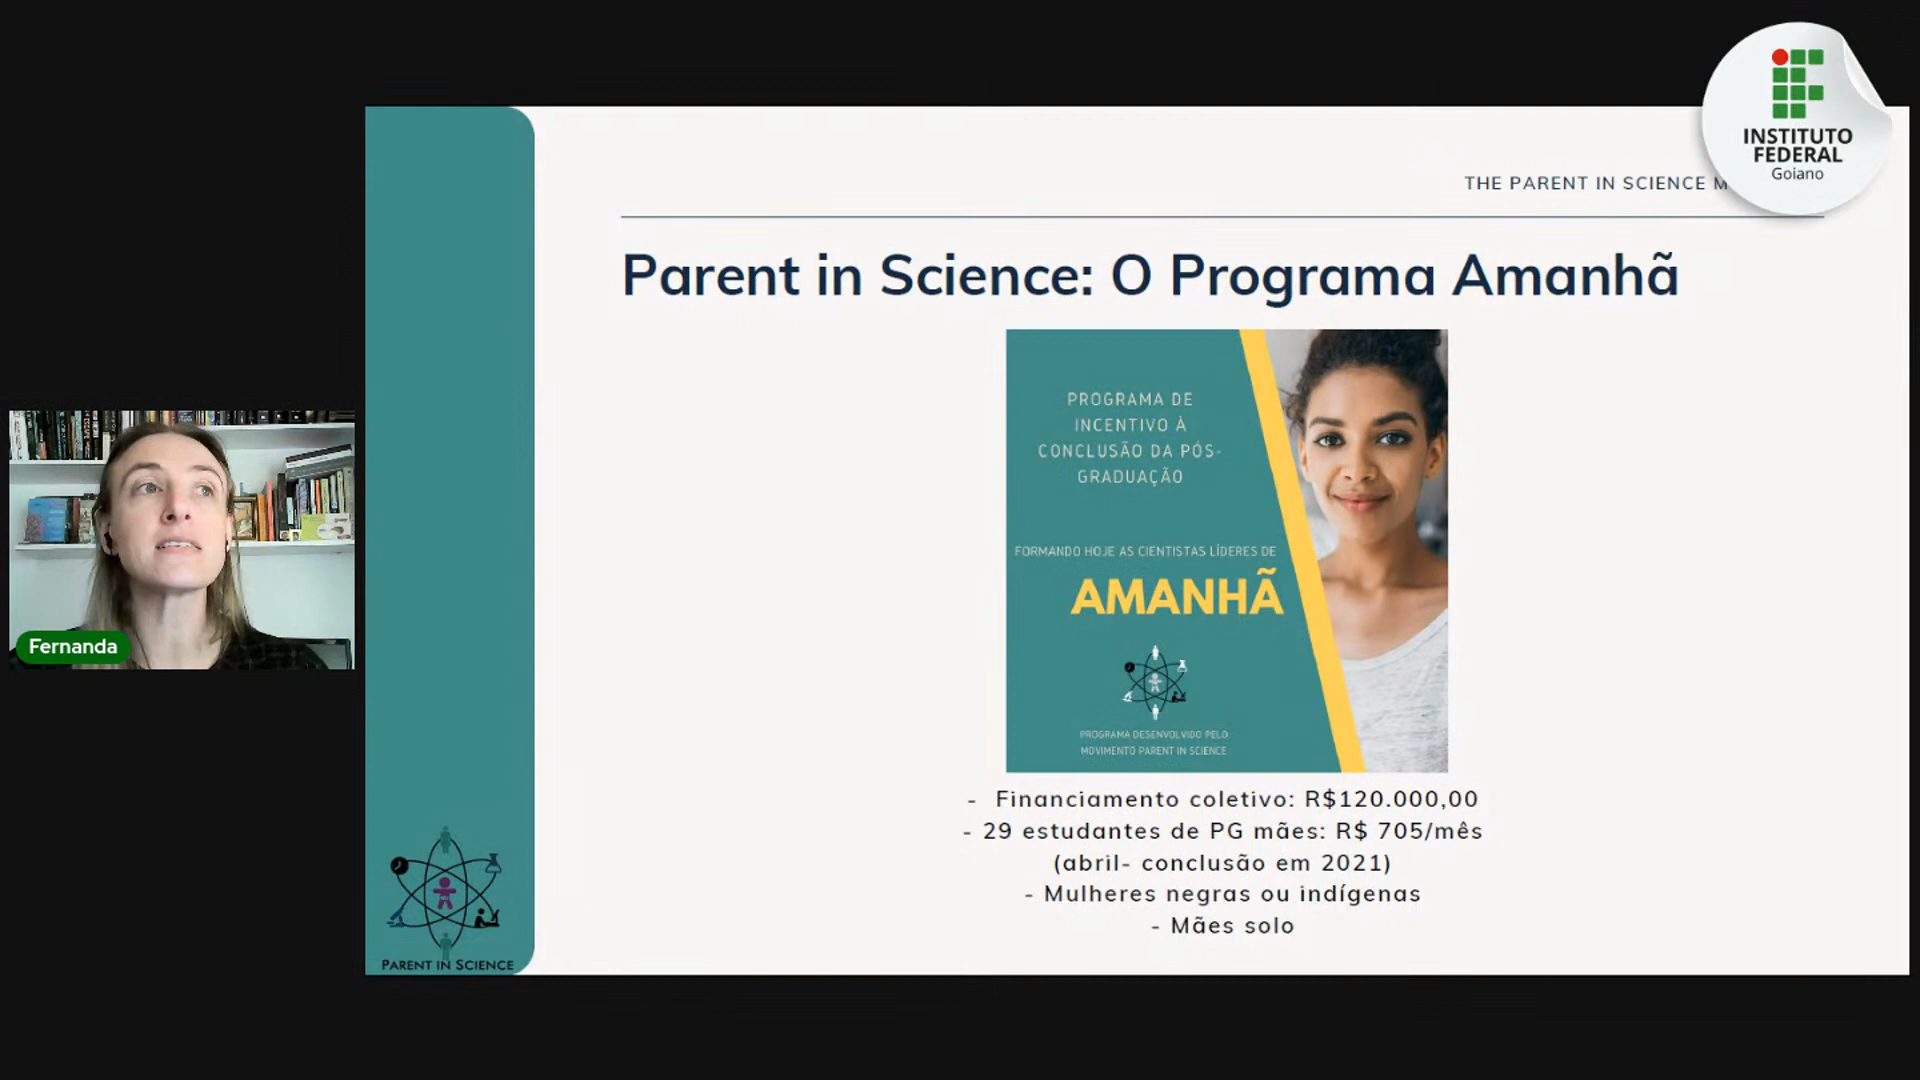 INSTITUTO
FEDERAL
Goiano
THE PARENT IN SCIENCE M
Parent in Science: O Programa Amanhã
PROGRAMA DE
INCENTIVO À
CONCLUSÃO DA PÓS-
GRADUAÇÃO
FORMANDO HOJE AS CIENTISTAS LÍDERES DE
AMANHÃ
PROGRAMA DESENVOLVIDO PELO
MOVIMENTO PARENT IN SCIENCE
- Financiamento coletivo: R$120.000,00
- 29 estudantes de PG mães: R$ 705/mês
(abril- conclusão em 2021)
- Mulheres negras ou indígenas
- Mães solo
Fernanda
PARENT IN SCIENCE